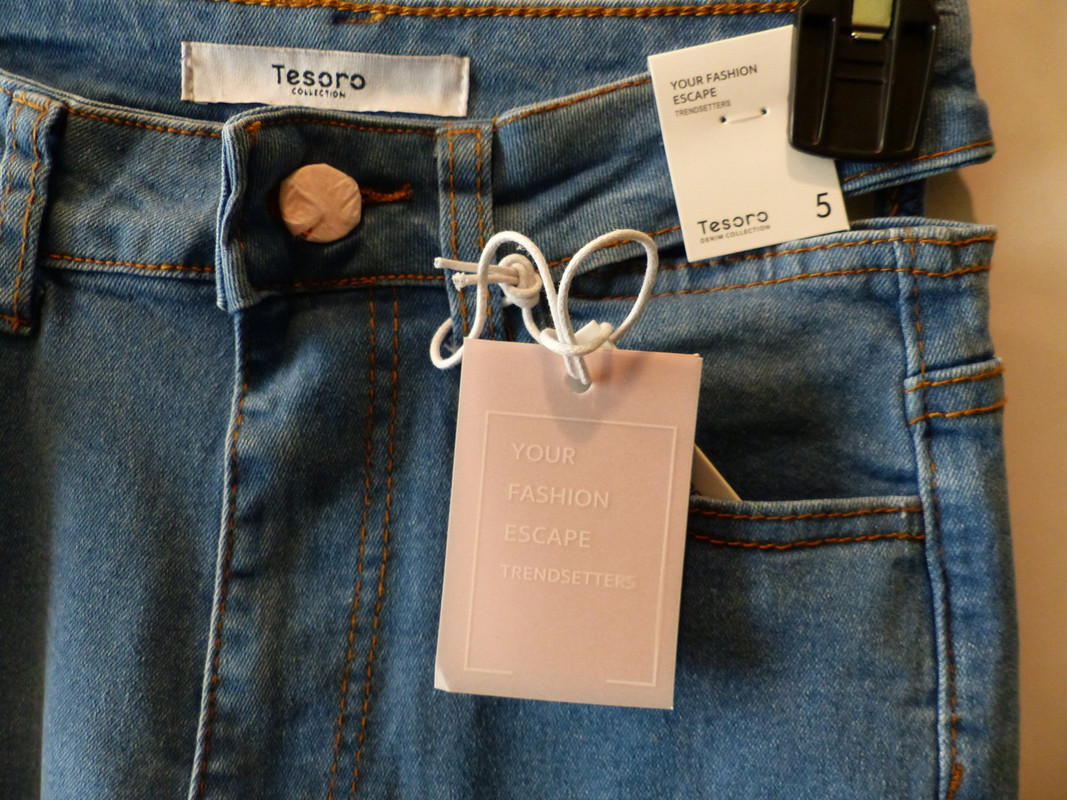 Tesoro
COLLECTION
YOUR FASHION
ESCAPE
TRENDSETTERS
Tesoro
DENIM COLLECTION
5
YOUR
FASHION
ESCAPE
TRENDSETTERS